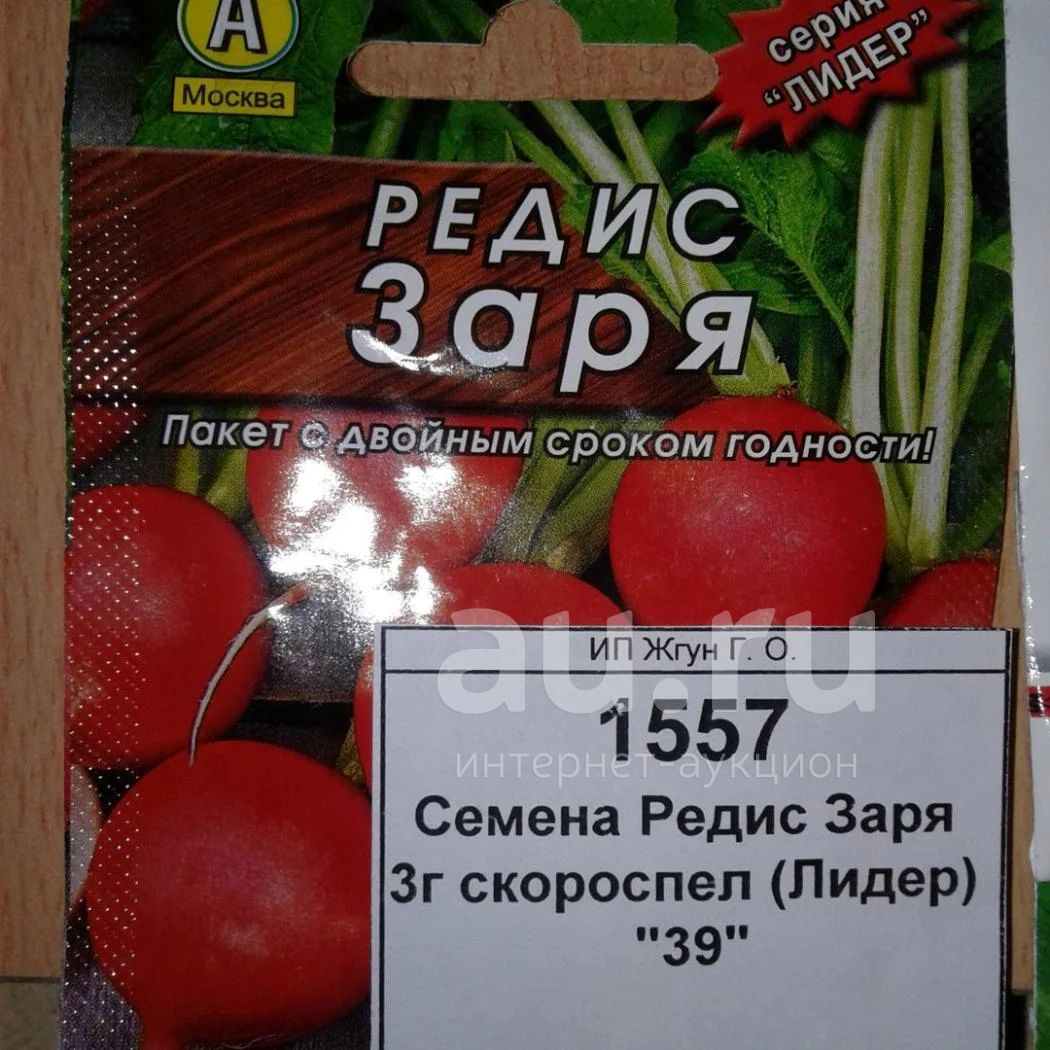 А
Москва
серия
“ЛИДЕР”
РЕДИС
Заря
Пакет с двойным сроком годности!
au.ru
ИП Жгун Г. О.
1557
интернет-аукцион
Семена Редис Заря
3г скороспел (Лидер)
"39"